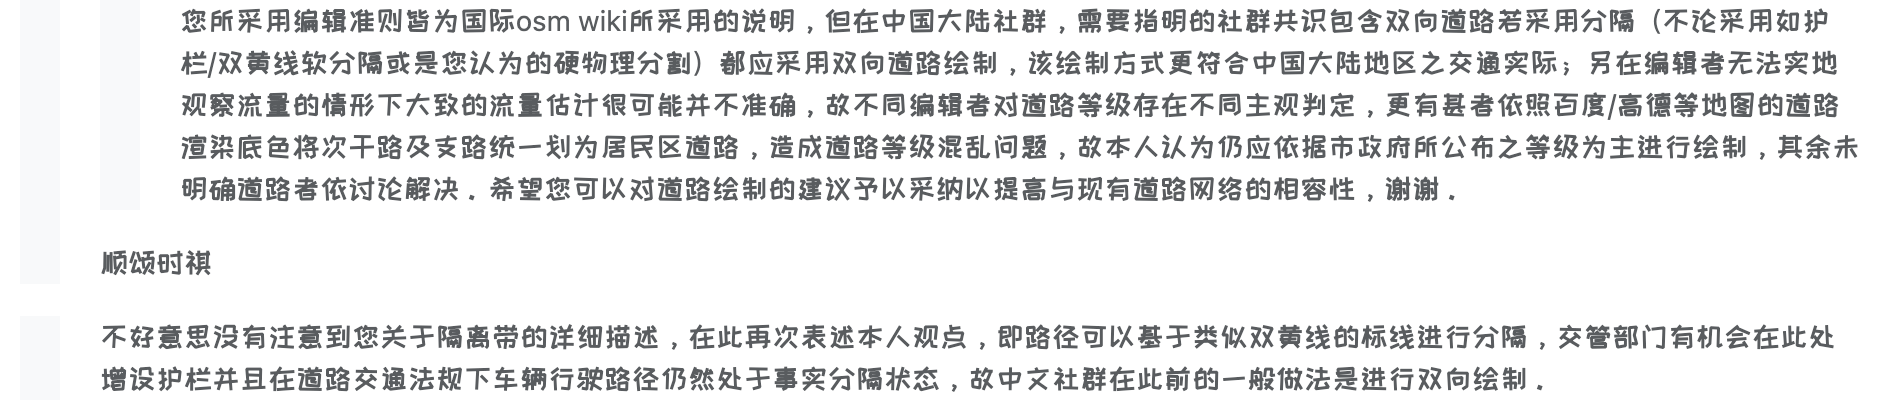 您所采用编辑准则皆为国际osm wiki所采用的说明，但在中国大陆社群，需要指明的社群共识包含双向道路若采用分隔（不论采用如护
栏/双黄线软分隔或是您认为的硬物理分割）都应采用双向道路绘制，该绘制方式更符合中国大陆地区之交通实际；另在编辑者无法实地
观察流量的情形下大致的流量估计很可能并不准确，故不同编辑者对道路等级存在不同主观判定，更有甚者依照百度/高德等地图的道路
渲染底色将次干路及支路统一划为居民区道路，造成道路等级混乱问题，故本人认为仍应依据市政府所公布之等级为主进行绘制，其余未
明确道路者依讨论解决．希望您可以对道路绘制的建议予以采纳以提高与现有道路网络的相容性，谢谢．
顺颂时祺
不好意思没有注意到您关于隔离带的详细描述，在此再次表述本人观点，即路径可以基于类似双黄线的标线进行分隔，交管部门有机会在此处
增设护栏并且在道路交通法规下车辆行驶路径仍然处于事实分隔状态，故中文社群在此前的一般做法是进行双向绘制．